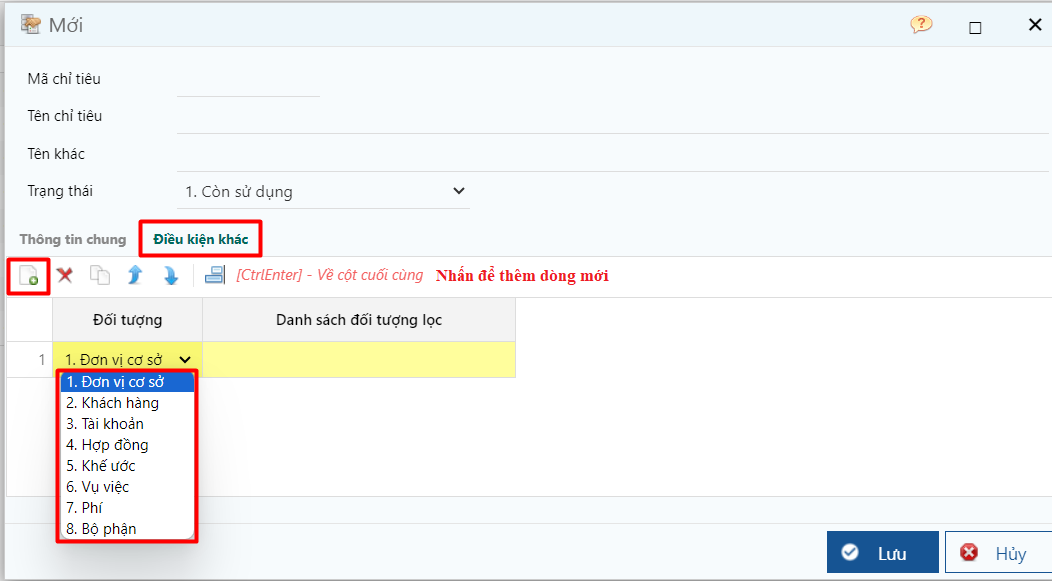 Mới
Mã chỉ tiêu
Tên chỉ tiêu
Tên khác
Trạng thái 1. Còn sử dụng
Thông tin chung Điều kiện khác
[CtrlEnter] - Về cột cuối cùng Nhấn để thêm dòng mới
Đối tượng Danh sách đối tượng lọc
1 1. Đơn vị cơ sở
1. Đơn vị cơ sở
2. Khách hàng
3. Tài khoản
4. Hợp đồng
5. Khế ước
6. Vụ việc
7. Phí
8. Bộ phận
Lưu Hủy